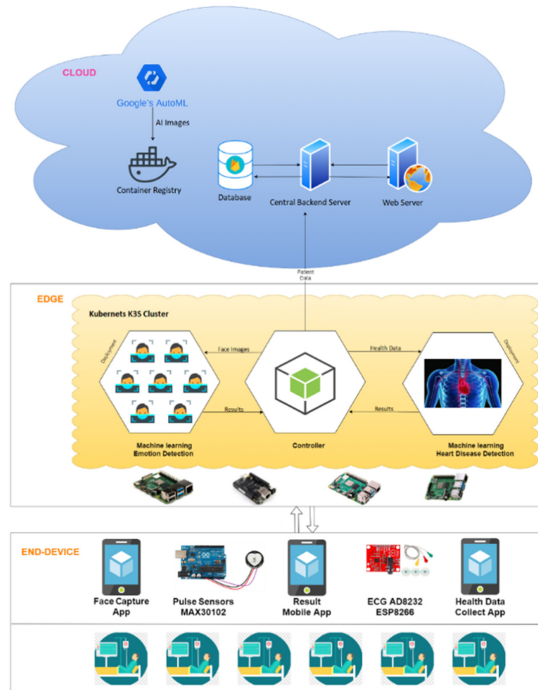 CLOUD
Google's AutoML
AI Images
Container Registry
Database
Central Backend Server
Web Server
Patient
Data
EDGE
Kubernets K3S Cluster
Deployment
Face Images
Health Data
Deployment
Results
Results
Machine learning
Emotion Detection
Controller
Machine learning
Heart Disease Detection
END-DEVICE
Face Capture
App
Pulse Sensors
MAX30102
Result
Mobile App
ECG AD8232
ESP8266
Health Data
Collect App